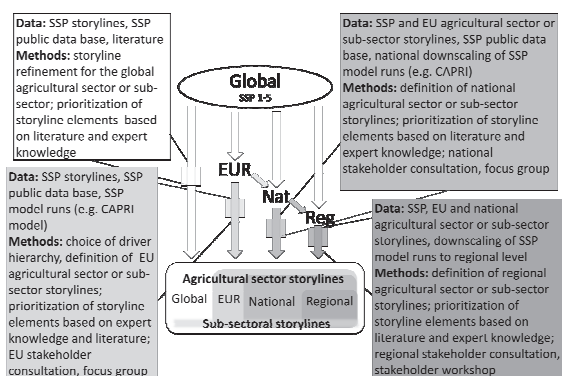 Data: SSP storylines, SSP
public data base, literature
Methods: storyline
refinement for the global
agricultural sector or sub-
sector; prioritization of
storyline elements based
on literature and expert
knowledge
Data: SSP and EU agricultural sector or
sub-sector storylines, SSP public data
base, national downscaling of SSP
model runs (e.g. CAPRI)
Methods: definition of national
agricultural sector or sub-sector
storylines; prioritization of storyline
elements based on literature and
expert knowledge; national
stakeholder consultation, focus group
Global
SSP 1-5
EUR
Nat
Reg
Data: SSP storylines, SSP
public data base, SSP
model runs (e.g. CAPRI
model)
Methods: choice of driver
hierarchy, definition of EU
agricultural sector or sub-
sector storylines;
prioritization of storyline
elements based on expert
knowledge and literature;
EU stakeholder
consultation, focus group
Data: SSP, EU and national
agricultural sector or sub-sector
storylines, downscaling of SSP
model runs to regional level
Methods: definition of regional
agricultural sector or sub-sector
storylines; prioritization of
storyline elements based on
literature and expert knowledge;
regional stakeholder consultation,
stakeholder workshop
Agricultural sector storylines
Global EUR National Regional
Sub-sectoral storylines